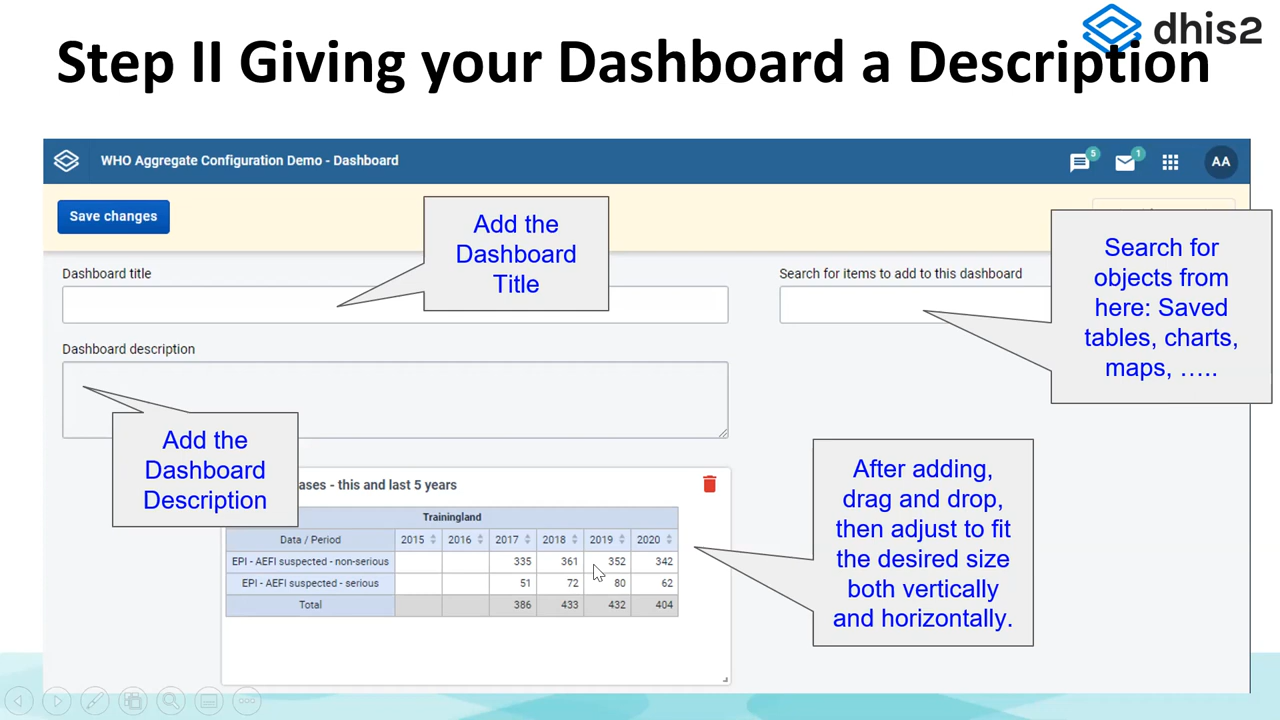 dhis2
Step II Giving your Dashboard a Description
WHO Aggregate Configuration Demo - Dashboard
5
1
AA
Save changes
Add the
Dashboard
Title
Dashboard title
Search for items to add to this dashboard
Search for
objects from
here: Saved
tables, charts,
maps, …..
Dashboard description
Add the
Dashboard
Description
ases - this and last 5 years
Trainingland
Data / Period 2015 2016 2017 2018 2019 2020
EPI - AEFI suspected - non-serious 335 361 352 342
EPI - AEFI suspected - serious 51 72 80 62
Total 386 433 432 404
After adding,
drag and drop,
then adjust to fit
the desired size
both vertically
and horizontally.